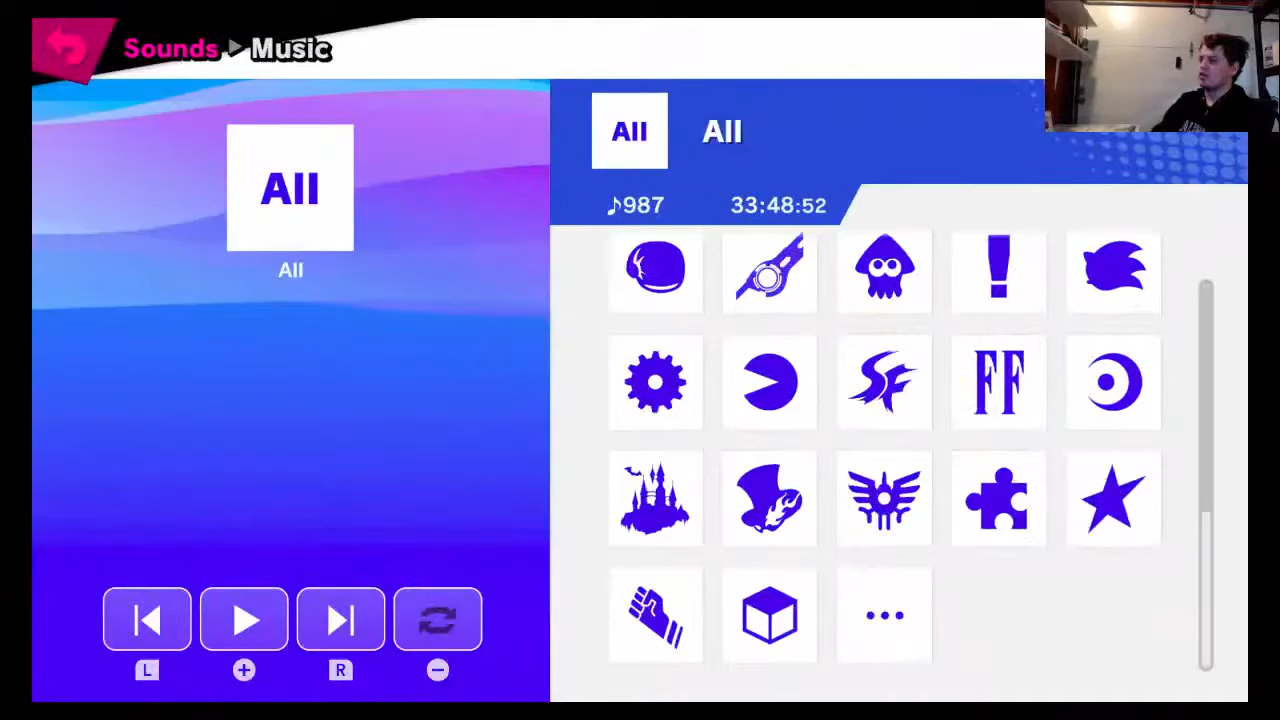 Sounds ▶ Music
All
All
All
All
♪987 33:48:52
SF
FF
L + R −